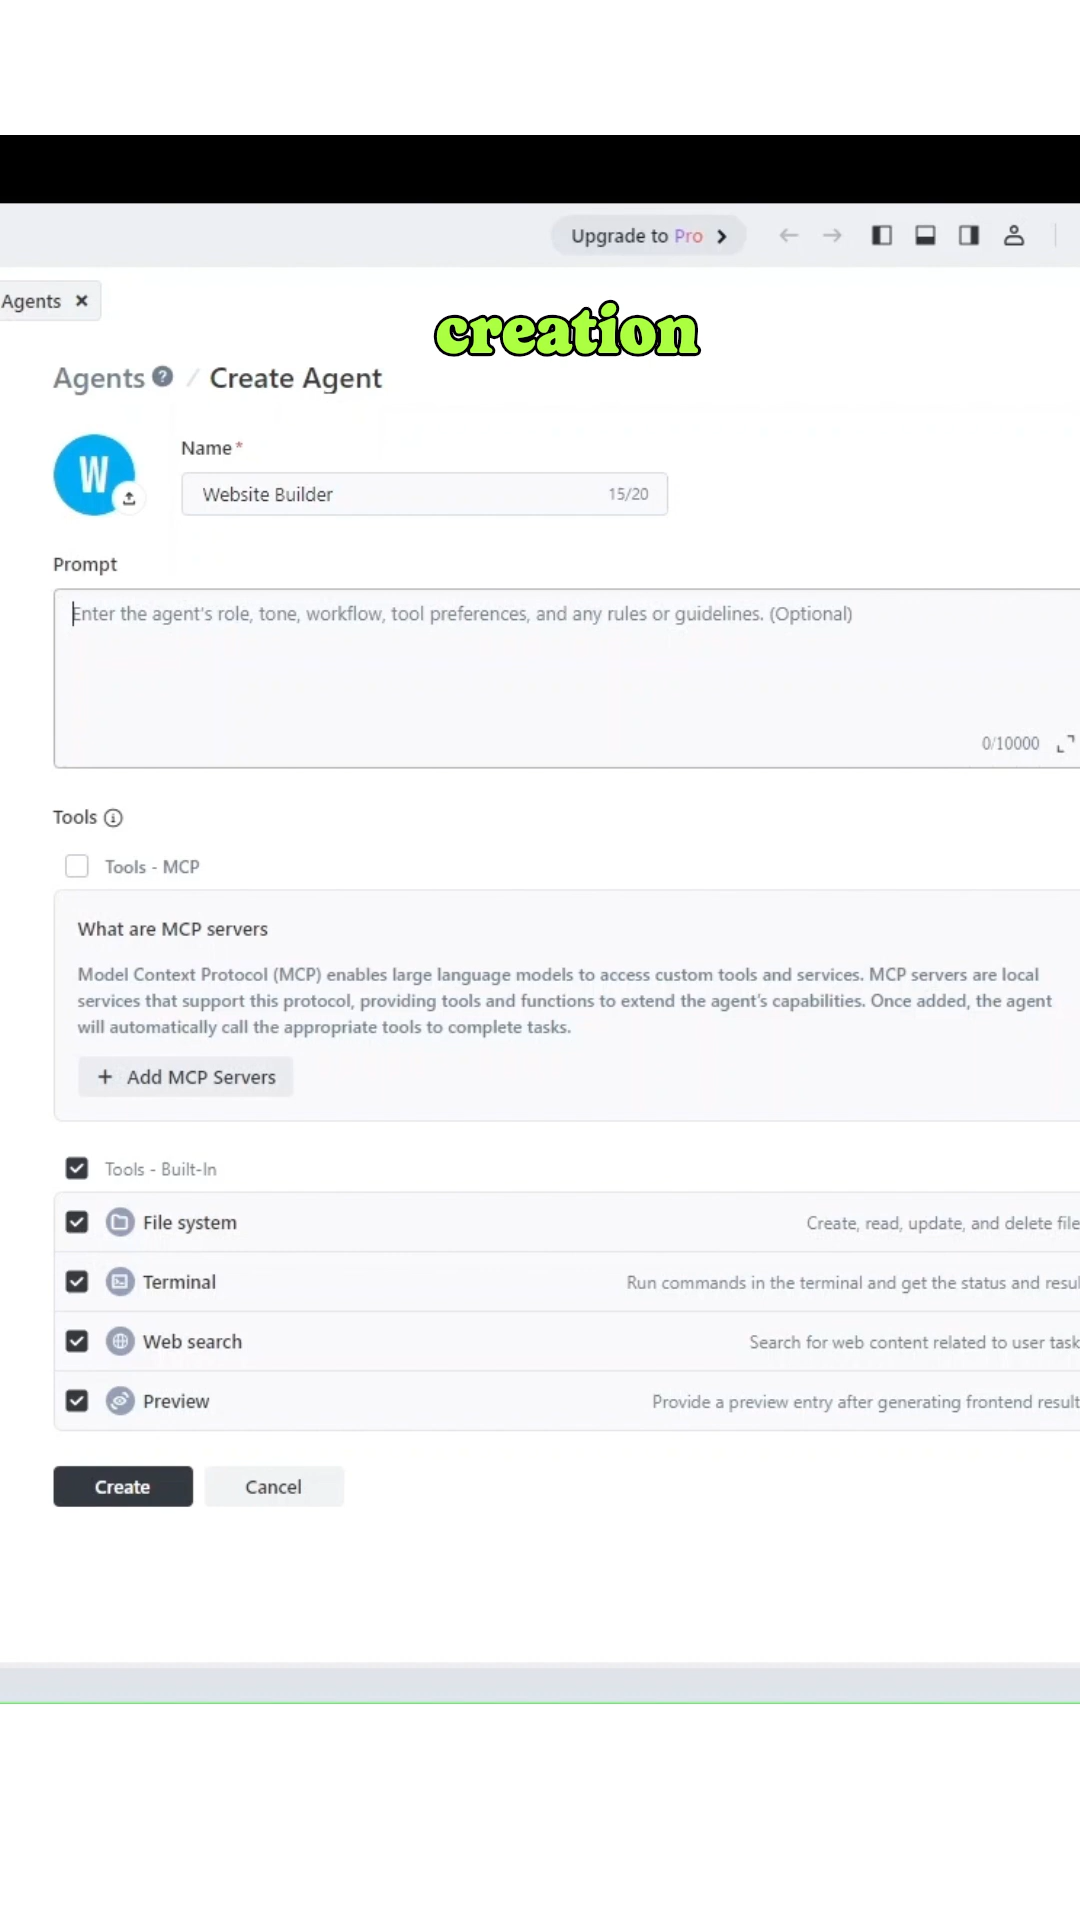 Upgrade to Pro
Agents
creation
Agents / Create Agent
W
Name*
Website Builder 15/20
Prompt
Enter the agent's role, tone, workflow, tool preferences, and any rules or guidelines. (Optional)
0/10000
Tools
Tools - MCP
What are MCP servers
Model Context Protocol (MCP) enables large language models to access custom tools and services. MCP servers are local
services that support this protocol, providing tools and functions to extend the agent's capabilities. Once added, the agent
will automatically call the appropriate tools to complete tasks.
+ Add MCP Servers
Tools - Built-In
File system Create, read, update, and delete file
Terminal Run commands in the terminal and get the status and resul
Web search Search for web content related to user task
Preview Provide a preview entry after generating frontend result
Create Cancel